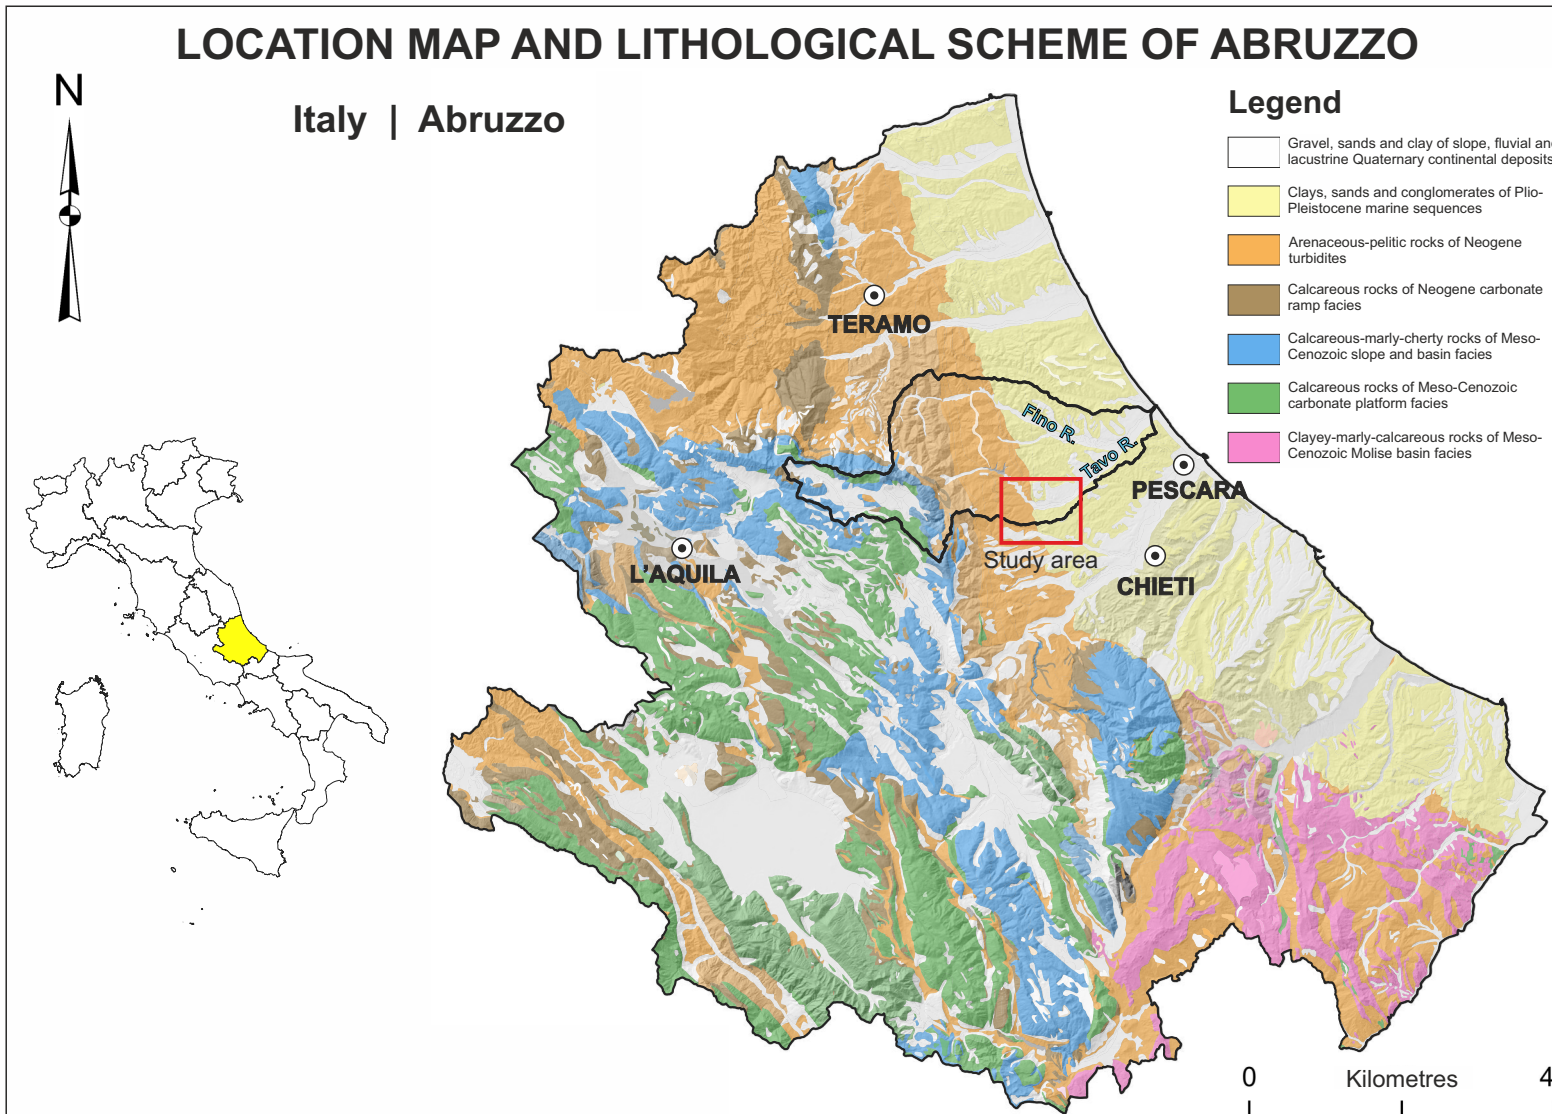 LOCATION MAP AND LITHOLOGICAL SCHEME OF ABRUZZO
N
Italy | Abruzzo
Legend
Gravel, sands and clay of slope, fluvial and
lacustrine Quaternary continental deposits
Clays, sands and conglomerates of Plio-
Pleistocene marine sequences
Arenaceous-pelitic rocks of Neogene
turbidites
Calcareous rocks of Neogene carbonate
ramp facies
Calcareous-marly-cherty rocks of Meso-
Cenozoic slope and basin facies
Calcareous rocks of Meso-Cenozoic
carbonate platform facies
Clayey-marly-calcareous rocks of Meso-
Cenozoic Molise basin facies
TERAMO
Fino R.
Tavo R.
PESCARA
Study area
L'AQUILA
CHIETI
0 Kilometres 4